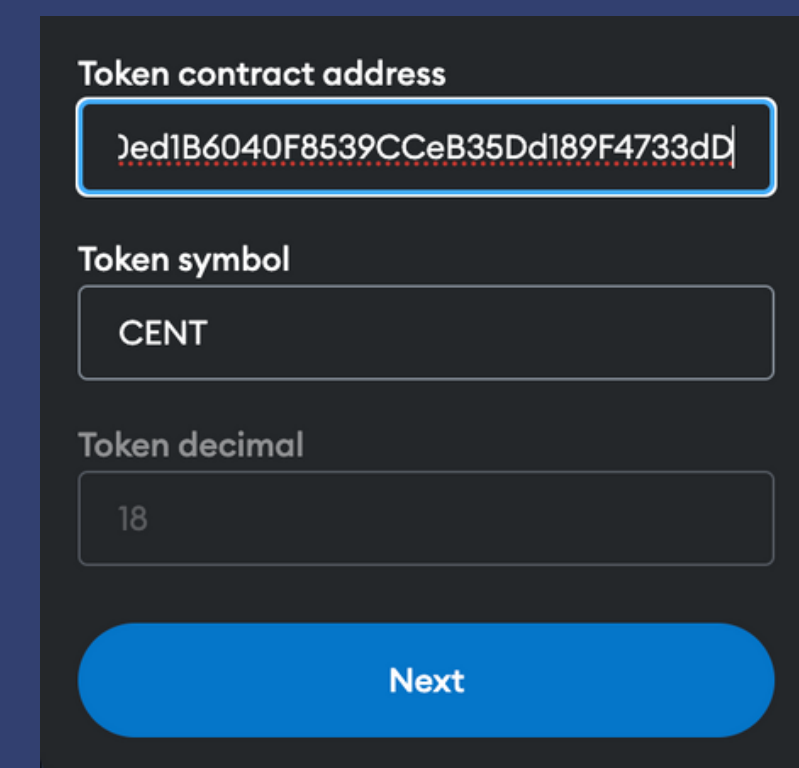 Token contract address
ed1B6040F8539CCeB35Dd189F4733dD
Token symbol
CENT
Token decimal
18
Next